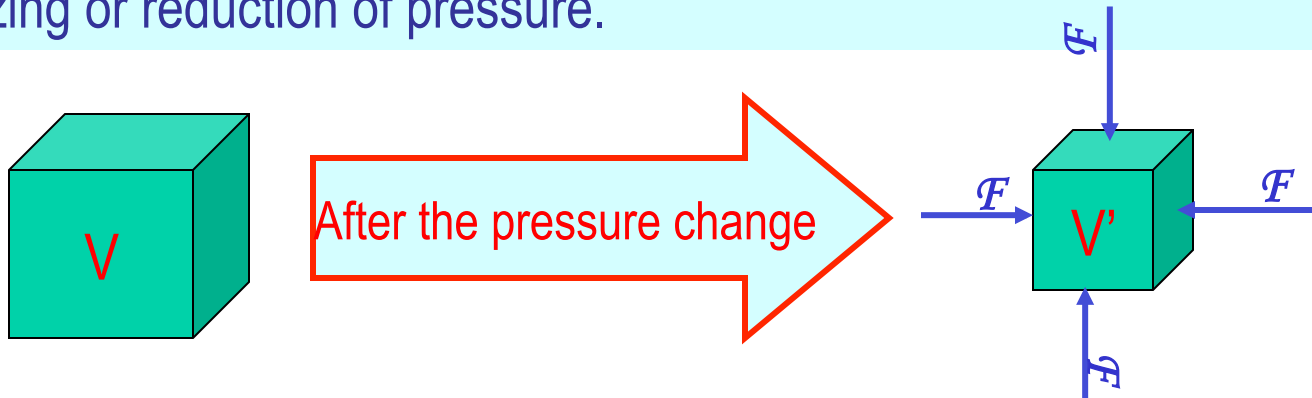 zing or reduction of pressure.
F
V
After the pressure change
F
V’
F
F